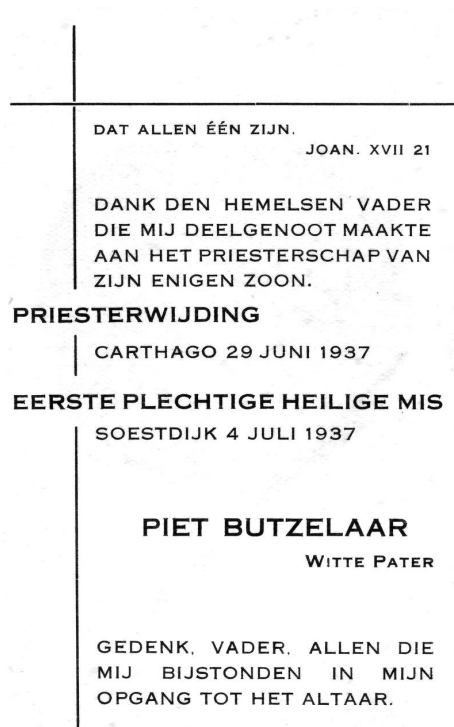 DAT ALLEN ÉÉN ZIJN.
JOAN. XVII 21
DANK DEN HEMELSEN VADER
DIE MIJ DEELGENOOT MAAKTE
AAN HET PRIESTERSCHAP VAN
ZIJN ENIGEN ZOON.
PRIESTERWIJDING
CARTHAGO 29 JUNI 1937
EERSTE PLECHTIGE HEILIGE MIS
SOESTDIJK 4 JULI 1937
PIET BUTZELAAR
WITTE PATER
GEDENK, VADER, ALLEN DIE
MIJ BIJSTONDEN IN MIJN
OPGANG TOT HET ALTAAR.